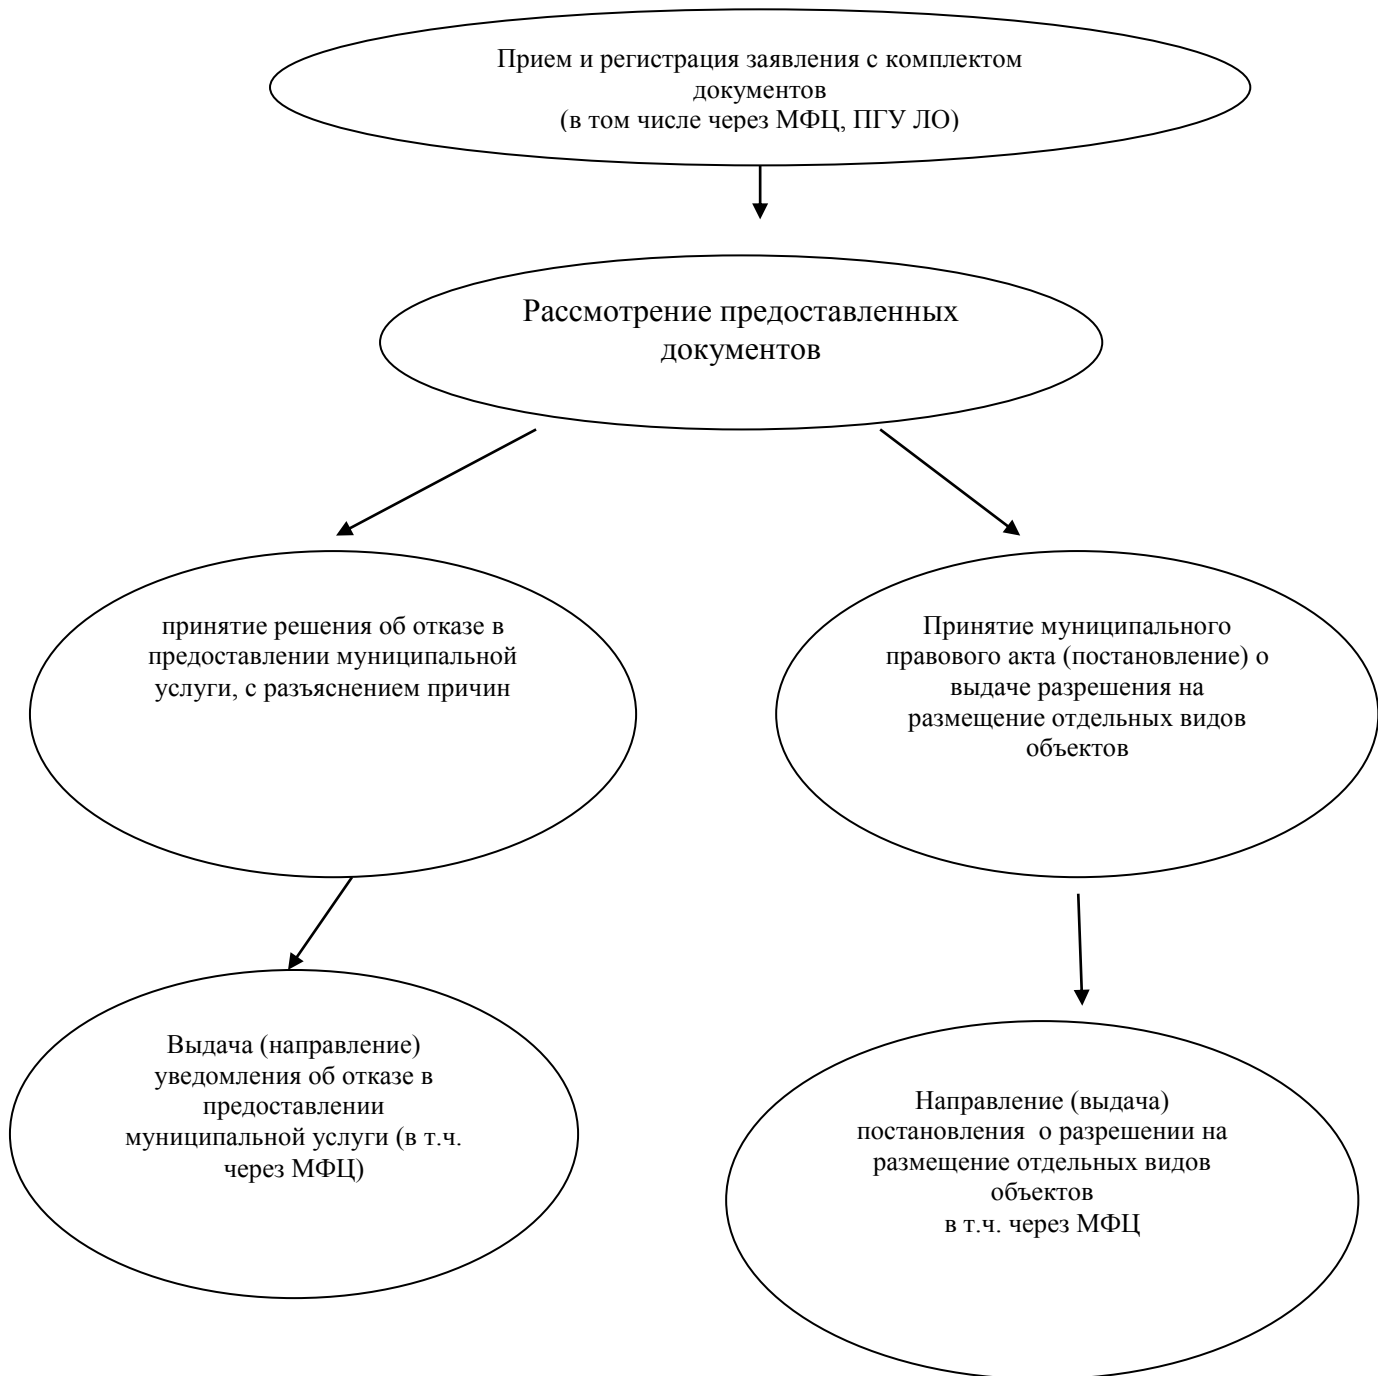 Прием и регистрация заявления с комплектом
документов
(в том числе через МФЦ, ПГУ ЛО)
Рассмотрение предоставленных
документов
принятие решения об отказе в
предоставлении муниципальной
услуги, с разъяснением причин
Принятие муниципального
правового акта (постановление) о
выдаче разрешения на
размещение отдельных видов
объектов
Выдача (направление)
уведомления об отказе в
предоставлении
муниципальной услуги (в т.ч.
через МФЦ)
Направление (выдача)
постановления о разрешении на
размещение отдельных видов
объектов
в т.ч. через МФЦ